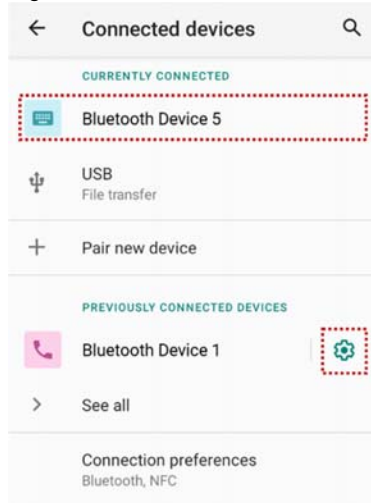 Connected devices
CURRENTLY CONNECTED
Bluetooth Device 5
USB
File transfer
Pair new device
PREVIOUSLY CONNECTED DEVICES
Bluetooth Device 1
See all
Connection preferences
Bluetooth, NFC